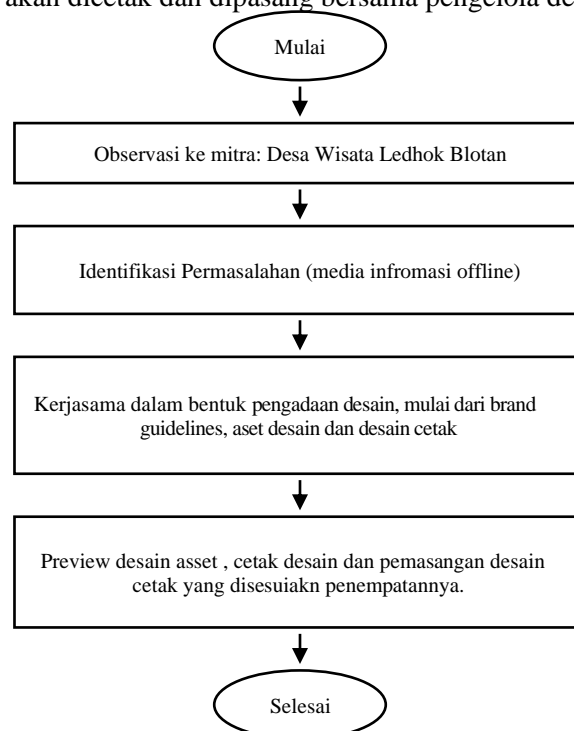 akan dicetak dan dipasang bersama pengelola de
Mulai
Observasi ke mitra: Desa Wisata Ledhok Blotan
Identifikasi Permasalahan (media infromasi offline)
Kerjasama dalam bentuk pengadaan desain, mulai dari brand
guidelines, aset desain dan desain cetak
Preview desain asset , cetak desain dan pemasangan desain
cetak yang disesuiakn penempatannya.
Selesai